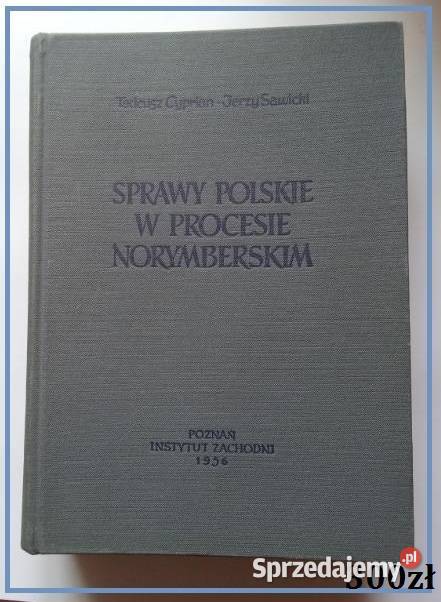 Tadeusz Cyprian - Jerzy Sawicki
SPRAWY POLSKIE
W PROCESIE
NORYMBERSKIM
POZNAŃ
INSTYTUT ZACHODNI
1956
Sprzedajemy.pl
300zł